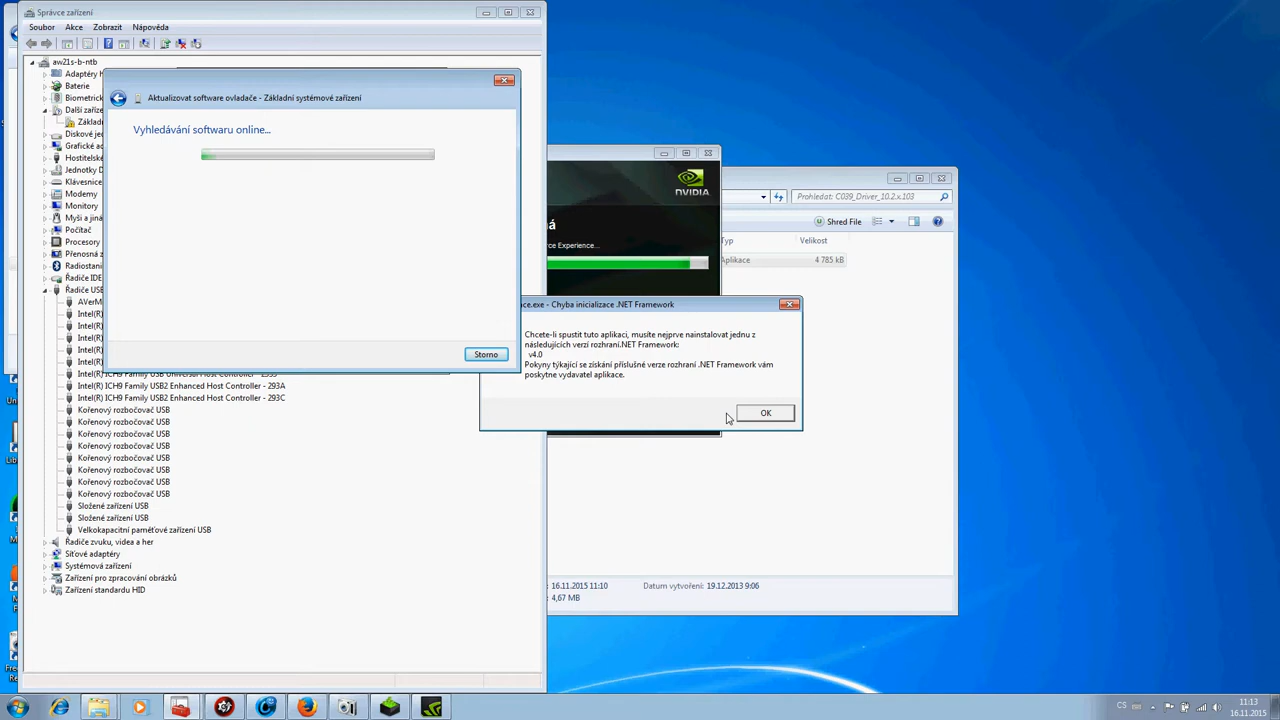 Správce zařízení
Soubor Akce Zobrazit Nápověda
aw21s-b-ntb
Adaptéry
Baterie
Další zaříze
Diskové
Grafické
Hostitelské
Jednotky
Klávesnice
Modemy
Monitory
Myši a jiná
Počítač
Procesory
Přenosná
Řadiče IDE
Řadiče
Intel(R)
Intel(R)
Intel(R)
Intel(R)
Intel(R)
Intel(R) ICH9 Family USB2 Enhanced Host Controller - 293A
Intel(R) ICH9 Family USB2 Enhanced Host Controller - 293C
Kořenový rozbočovač USB
Kořenový rozbočovač USB
Kořenový rozbočovač USB
Kořenový rozbočovač USB
Kořenový rozbočovač USB
Kořenový rozbočovač USB
Kořenový rozbočovač USB
Kořenový rozbočovač USB
Složené zařízení USB
Složené zařízení USB
Velkokapacitní paměťové zařízení USB
Řadiče zvuku, videa a her
Síťové adaptéry
Systémová zařízení
Zařízení pro zpracování obrázků
Zařízení standardu HID
Aktualizovat software ovladače - Základní systémové zařízení
Vyhledávání softwaru online...
Storno
NVIDIA
ná
rce Experience...
Prohledat: C039_Driver_10.2.x.103
Shred File
Typ Velikost
Aplikace 4 785 kB
ce.exe - Chyba inicializace .NET Framework
Chcete-li spustit tuto aplikaci, musíte nejprve nainstalovat jednu z
následujících verzí rozhraní.NET Framework:
v4.0
Pokyny týkající se získání příslušné verze rozhraní .NET Framework vám
poskytne vydavatel aplikace.
OK
16.11.2015 11:10 Datum vytvoření: 19.12.2013 9:06
4,67 MB
CS
11:13
16.11.2015